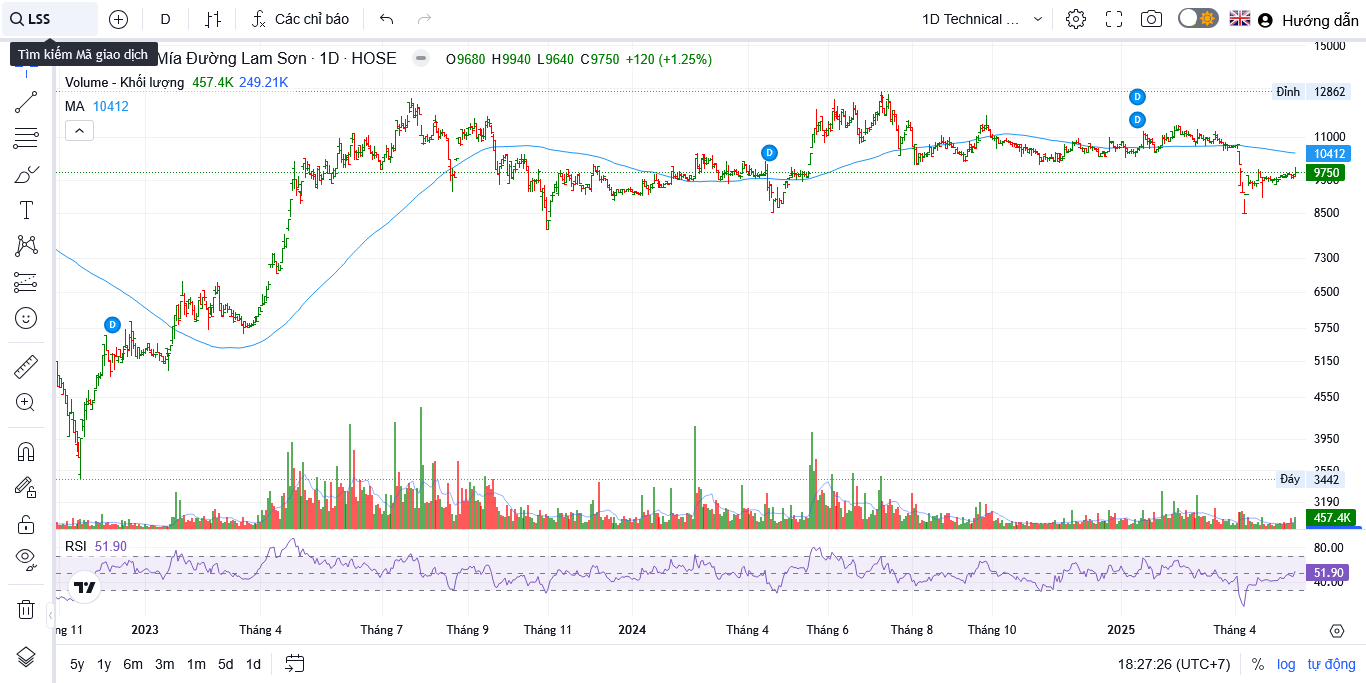 LSS
D
Các chỉ báo
1D Technical ...
Hướng dẫn
Tìm kiếm Mã giao dịch
Mía Đường Lam Sơn · 1D · HOSE
O9680 H9940 L9640 C9750 +120 (+1.25%)
Volume - Khối lượng 457.4K 249.21K
MA 10412
15000
Đỉnh 12862
D
D
D
11000
10412
9750
8500
7300
6500
D
5750
5150
4550
3950
3550
Đáy 3442
3190
457.4K
RSI 51.90
80.00
51.90
40.00
ng 11 2023 Tháng 4 Tháng 7 Tháng 9 Tháng 11 2024 Tháng 4 Tháng 6 Tháng 8 Tháng 10 2025 Tháng 4
5y 1y 6m 3m 1m 5d 1d
18:27:26 (UTC+7) % log tự động